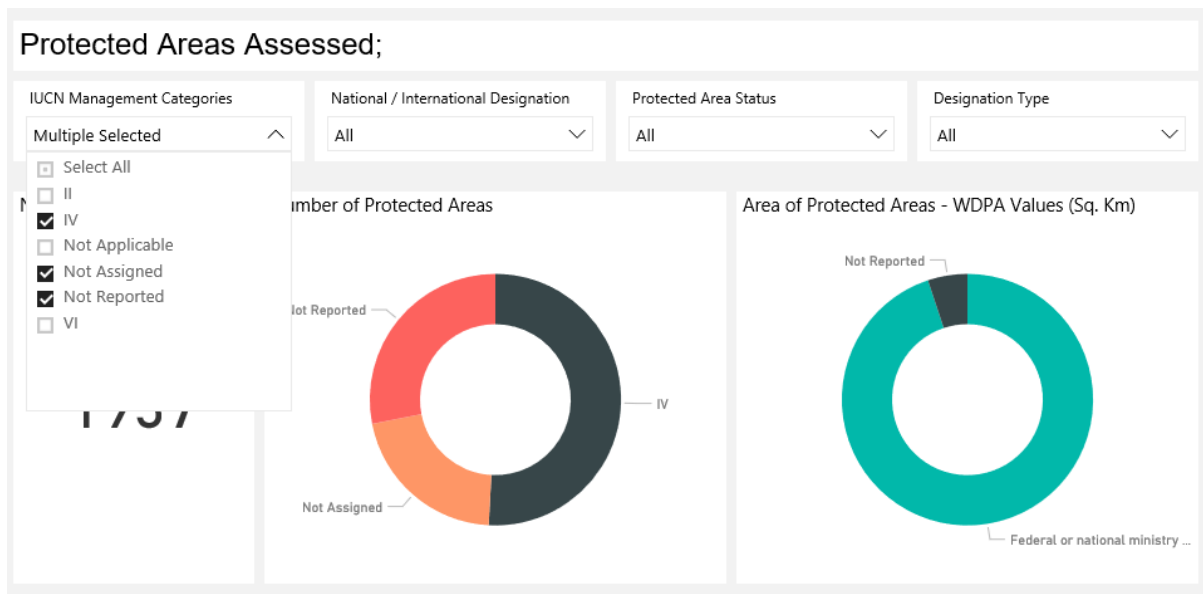 Protected Areas Assessed;
IUCN Management Categories
National / International Designation
Protected Area Status
Designation Type
Multiple Selected
All
All
All
Select All
II
IV
Not Applicable
Not Assigned
Not Reported
VI
of Protected Areas
Area of Protected Areas - WDPA Values (Sq. Km)
Reported
IV
Not Assigned
Not Reported
Federal or national ministry ...